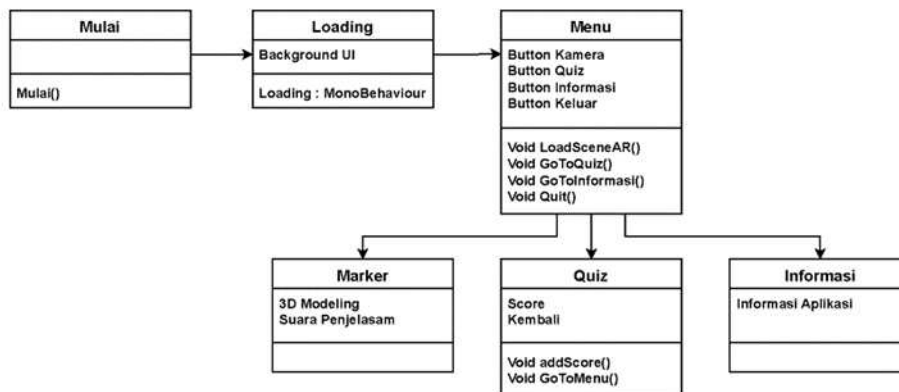 Mulai
Mulai()
Loading
Background UI
Loading : MonoBehaviour
Menu
Button Kamera
Button Quiz
Button Informasi
Button Keluar
Void LoadSceneAR()
Void GoToQuiz()
Void GoToInformasi()
Void Quit()
Marker
3D Modeling
Suara Penjelasam
Quiz
Score
Kembali
Void addScore()
Void GoToMenu()
Informasi
Informasi Aplikasi